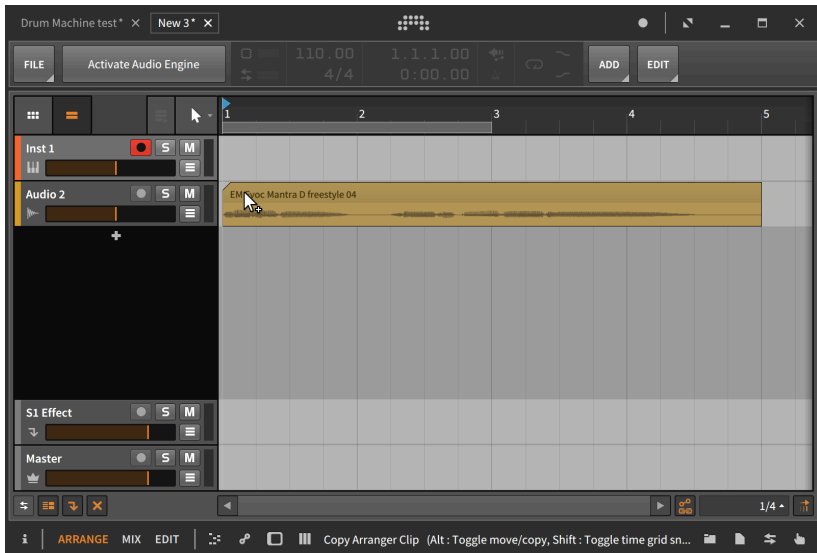 Drum Machine test* × New 3* ×
FILE Activate Audio Engine 110.00 1.1.1.00 ADD EDIT
4/4 0:00.00
1 2 3 4 5
Inst 1 S M
Audio 2 S M
Mantra D freestyle 04
S1 Effect S M
Master S M
1/4
i ARRANGE MIX EDIT Copy Arranger Clip (Alt : Toggle move/copy, Shift : Toggle time grid sn...